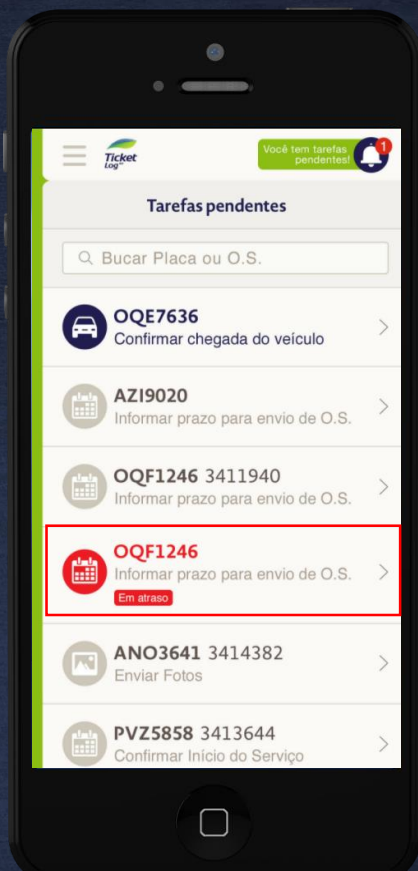 Ticket
Log
Você tem tarefas
pendentes!
1
Tarefas pendentes
Bucar Placa ou O.S.
OQE7636
Confirmar chegada do veículo
AZI9020
Informar prazo para envio de O.S.
OQF1246 3411940
Informar prazo para envio de O.S.
OQF1246
Informar prazo para envio de O.S.
Em atraso
ANO3641 3414382
Enviar Fotos
PVZ5858 3413644
Confirmar Início do Serviço